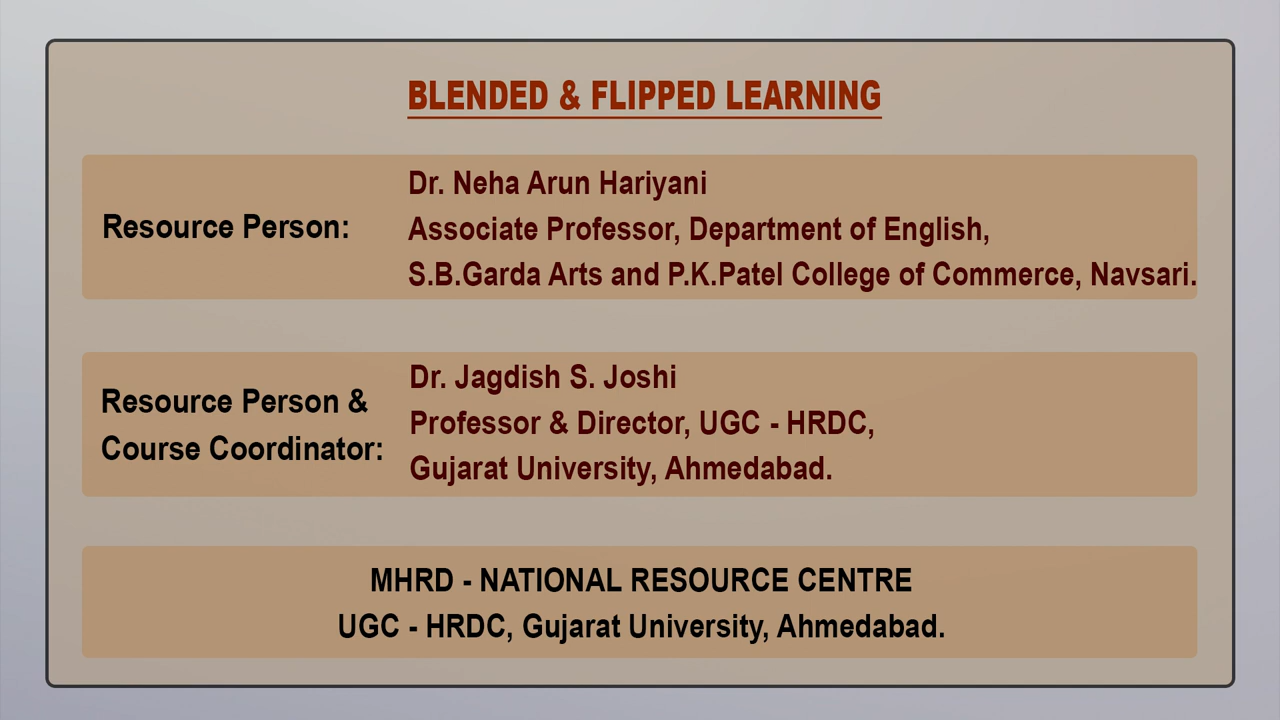 BLENDED & FLIPPED LEARNING
Resource Person:
Dr. Neha Arun Hariyani
Associate Professor, Department of English,
S.B.Garda Arts and P.K.Patel College of Commerce, Navsari.
Resource Person &
Course Coordinator:
Dr. Jagdish S. Joshi
Professor & Director, UGC - HRDC,
Gujarat University, Ahmedabad.
MHRD - NATIONAL RESOURCE CENTRE
UGC - HRDC, Gujarat University, Ahmedabad.